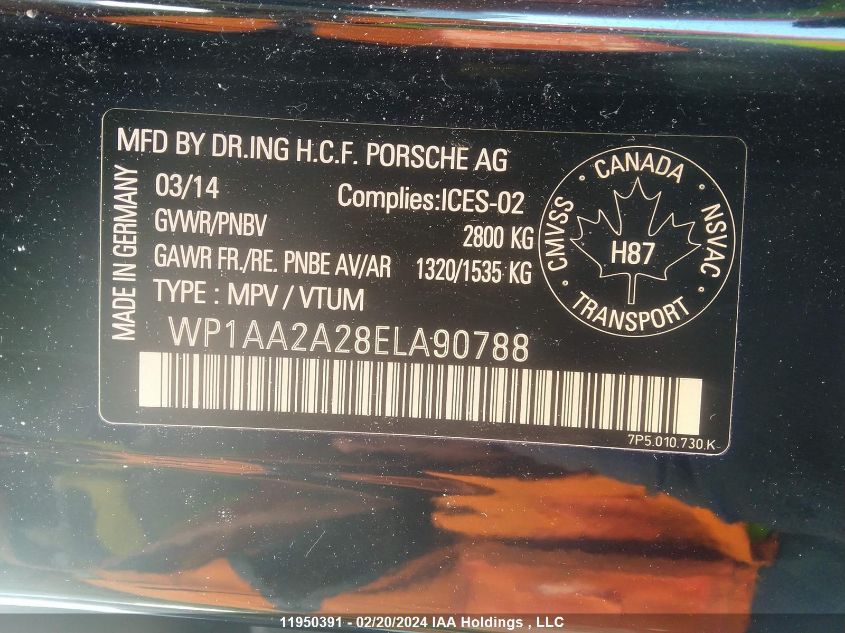 MFD BY DR.ING H.C.F. PORSCHE AG
MADE IN GERMANY
03/14 Complies:ICES-02
GVWR/PNBV 2800 KG
GAWR FR./RE. PNBE AV/AR 1320/1535 KG
TYPE : MPV / VTUM
WP1AA2A28ELA90788
CANADA
CMVSS
NSVAC
H87
TRANSPORT
7P5.010.730.K
11950391 - 02/20/2024 IAA Holdings , LLC